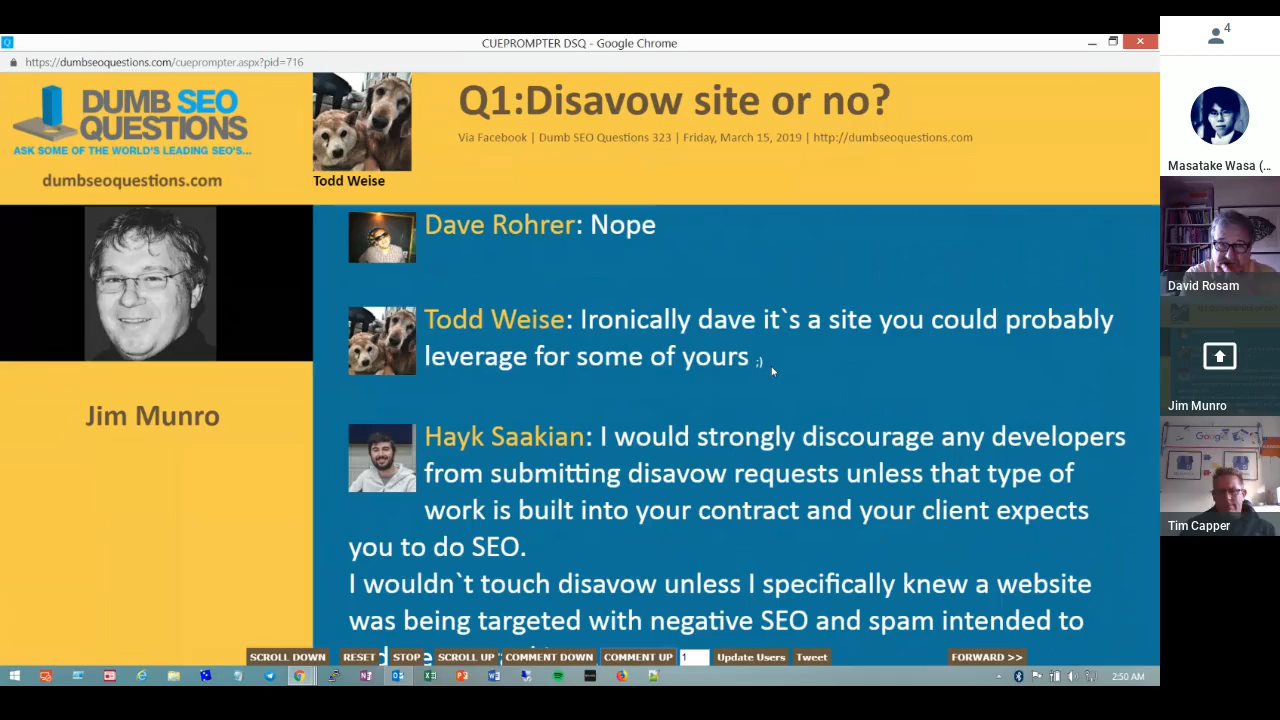 CUEPROMPTER DSQ - Google Chrome
https://dumbseoquestions.com/cueprompter.aspx?pid=716
DUMB SEO
QUESTIONS
ASK SOME OF THE WORLD'S LEADING SEO'S...
dumbseoquestions.com
Todd Weise
Q1:Disavow site or no?
Via Facebook | Dumb SEO Questions 323 | Friday, March 15, 2019 | http://dumbseoquestions.com
Jim Munro
Dave Rohrer: Nope
Todd Weise: Ironically dave it`s a site you could probably
leverage for some of yours ;)
Hayk Saakian: I would strongly discourage any developers
from submitting disavow requests unless that type of
work is built into your contract and your client expects
you to do SEO.
I wouldn`t touch disavow unless I specifically knew a website
was being targeted with negative SEO and spam intended to
SCROLL DOWN
RESET
STOP
SCROLL UP
COMMENT DOWN
COMMENT UP
1
Update Users
Tweet
FORWARD >>
2:50 AM
4
Masatake Wasa (...
David Rosam
Jim Munro
Google
Tim Capper